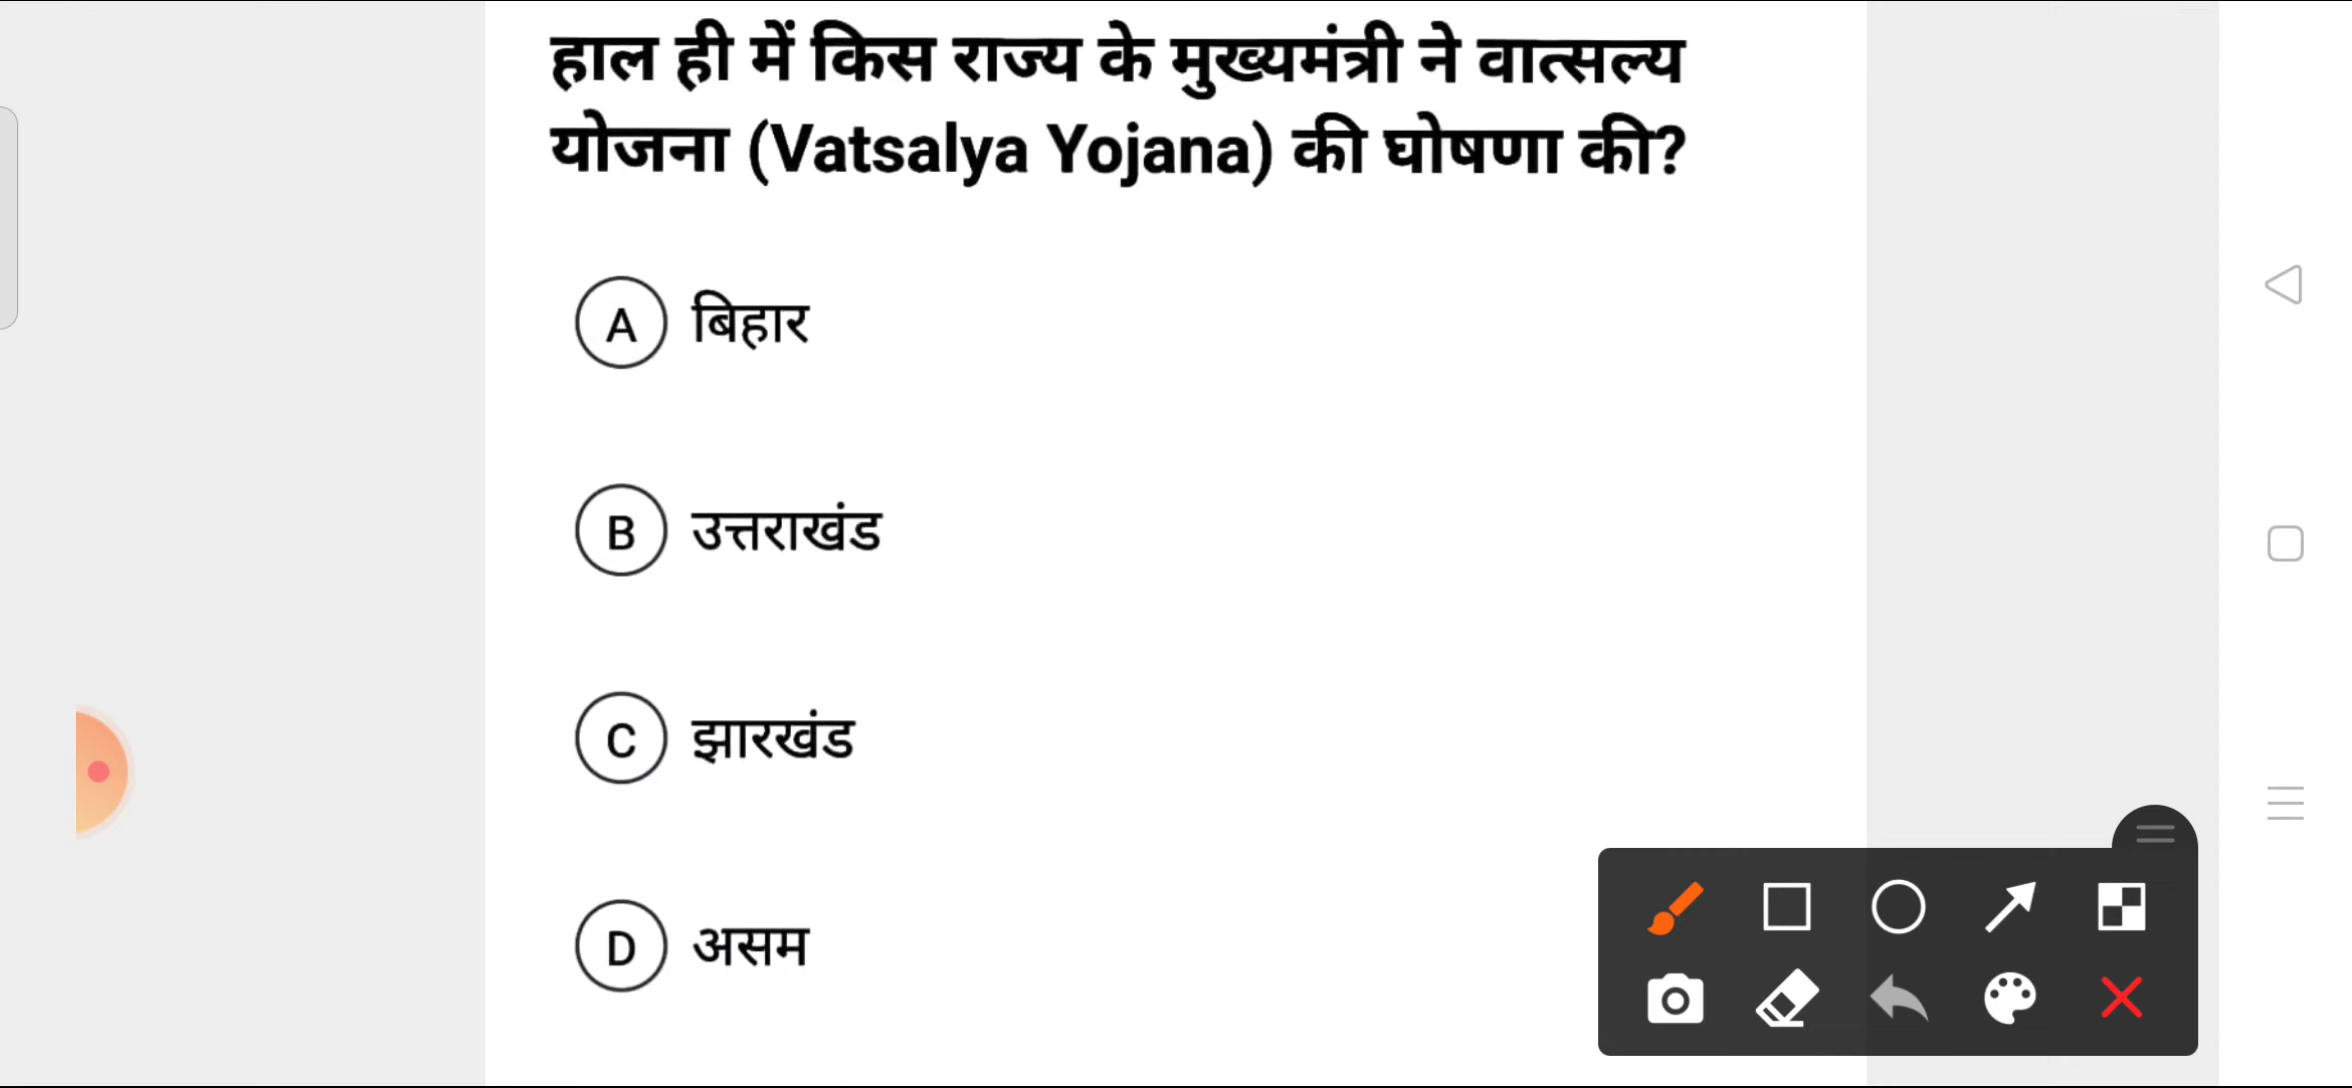 हाल ही में किस राज्य के मुख्यमंत्री ने वात्सल्य
योजना (Vatsalya Yojana) की घोषणा की?
A बिहार
B उत्तराखंड
C झारखंड
D असम